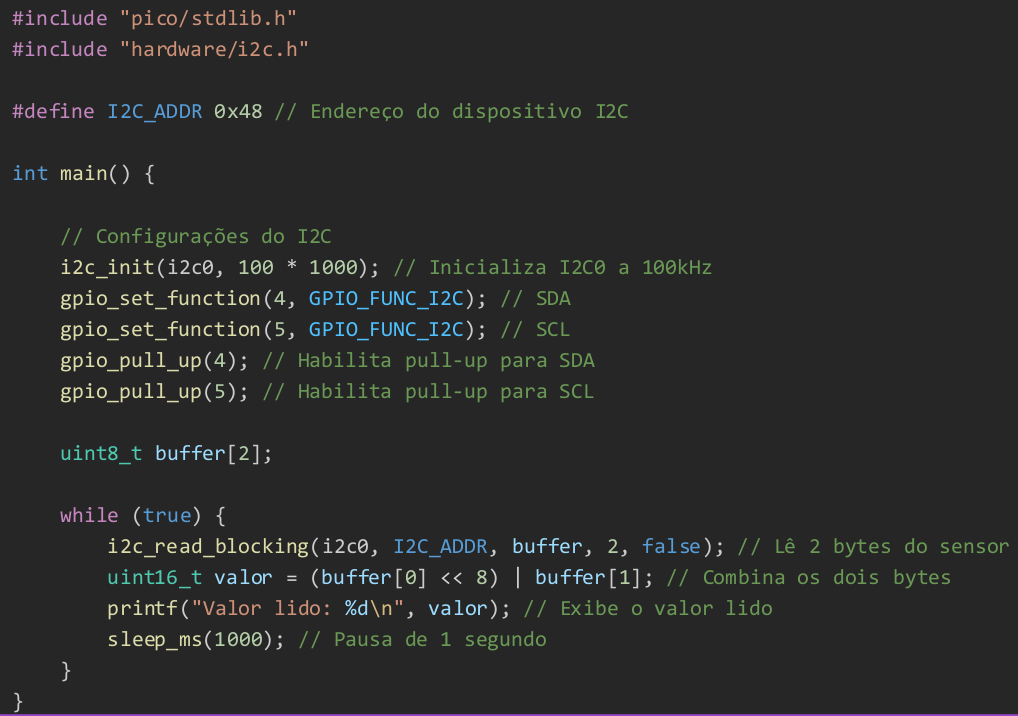 #include "pico/stdlib.h"
#include "hardware/i2c.h"

#define I2C_ADDR 0x48 // Endereço do dispositivo I2C

int main() {

    // Configurações do I2C
    i2c_init(i2c0, 100 * 1000); // Inicializa I2C0 a 100kHz
    gpio_set_function(4, GPIO_FUNC_I2C); // SDA
    gpio_set_function(5, GPIO_FUNC_I2C); // SCL
    gpio_pull_up(4); // Habilita pull-up para SDA
    gpio_pull_up(5); // Habilita pull-up para SCL

    uint8_t buffer[2];

    while (true) {
        i2c_read_blocking(i2c0, I2C_ADDR, buffer, 2, false); // Lê 2 bytes do sensor
        uint16_t valor = (buffer[0] << 8) | buffer[1]; // Combina os dois bytes
        printf("Valor lido: %d\n", valor); // Exibe o valor lido
        sleep_ms(1000); // Pausa de 1 segundo
    }
}